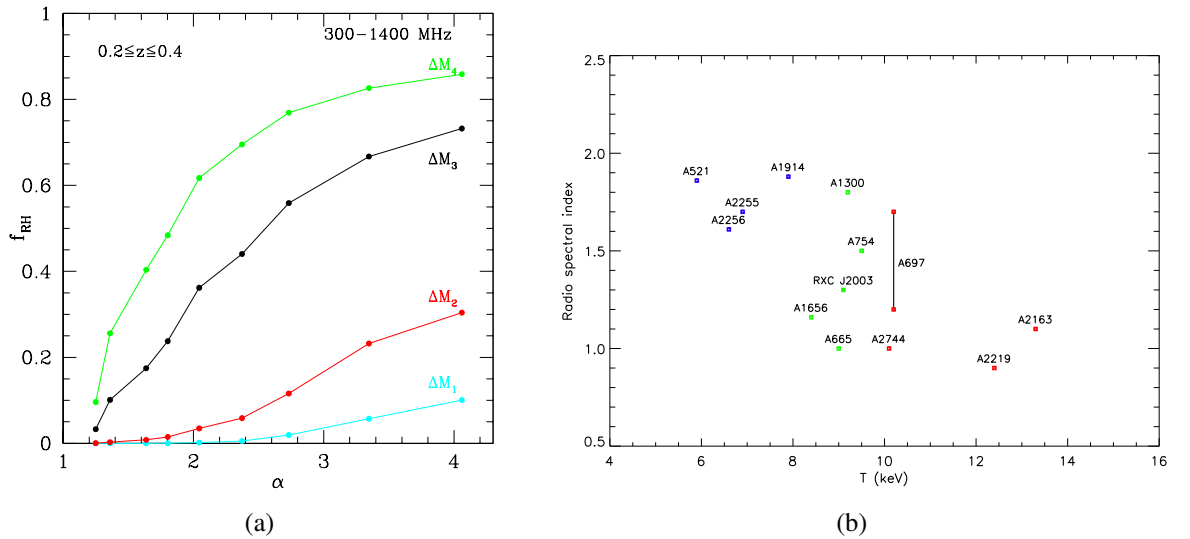 300−1400 MHz
0.2≤z≤0.4
ΔM4
ΔM3
ΔM2
ΔM1
1
0.8
0.6
0.4
0.2
0
fRH
1 2 3 4
α
(a)
2.5
2.0
1.5
1.0
0.5
Radio spectral index
A521
A1914
A2255
A2256
A1300
A754
A697
RXC J2003
A1656
A665
A2744
A2163
A2219
4 6 8 10 12 14 16
T (keV)
(b)